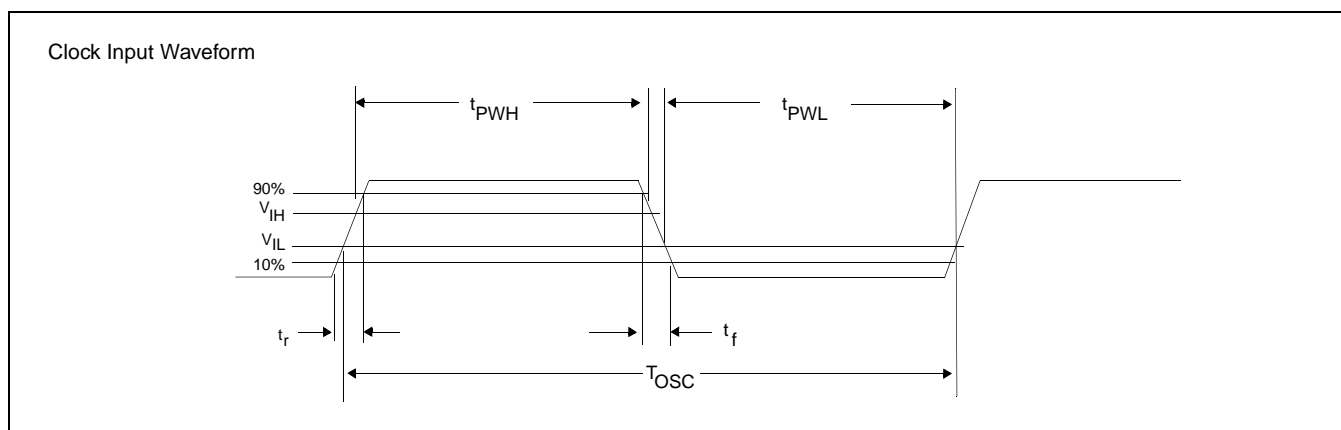 Clock Input Waveform
tPWH
tPWL
90%
VIH
VIL
10%
tr
tf
TOSC